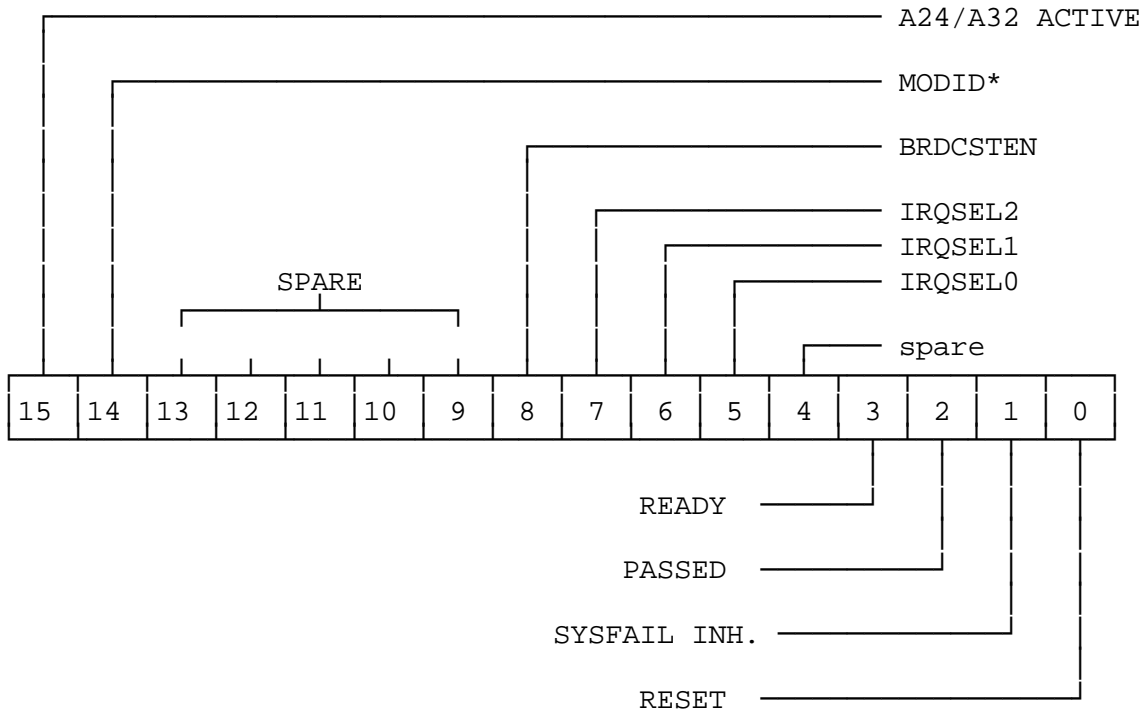 A24/A32 ACTIVE
MODID*
BRDCSTEN
IRQSEL2
IRQSEL1
IRQSEL0
SPARE
spare
15 14 13 12 11 10 9 8 7 6 5 4 3 2 1 0
READY
PASSED
SYSFAIL INH.
RESET